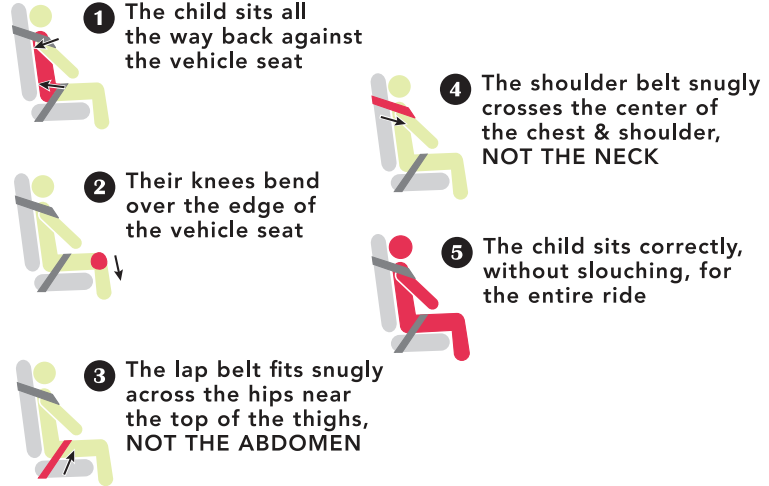 1 The child sits all
the way back against
the vehicle seat
2 Their knees bend
over the edge of
the vehicle seat
3 The lap belt fits snugly
across the hips near
the top of the thighs,
NOT THE ABDOMEN
4 The shoulder belt snugly
crosses the center of
the chest & shoulder,
NOT THE NECK
5 The child sits correctly,
without slouching, for
the entire ride